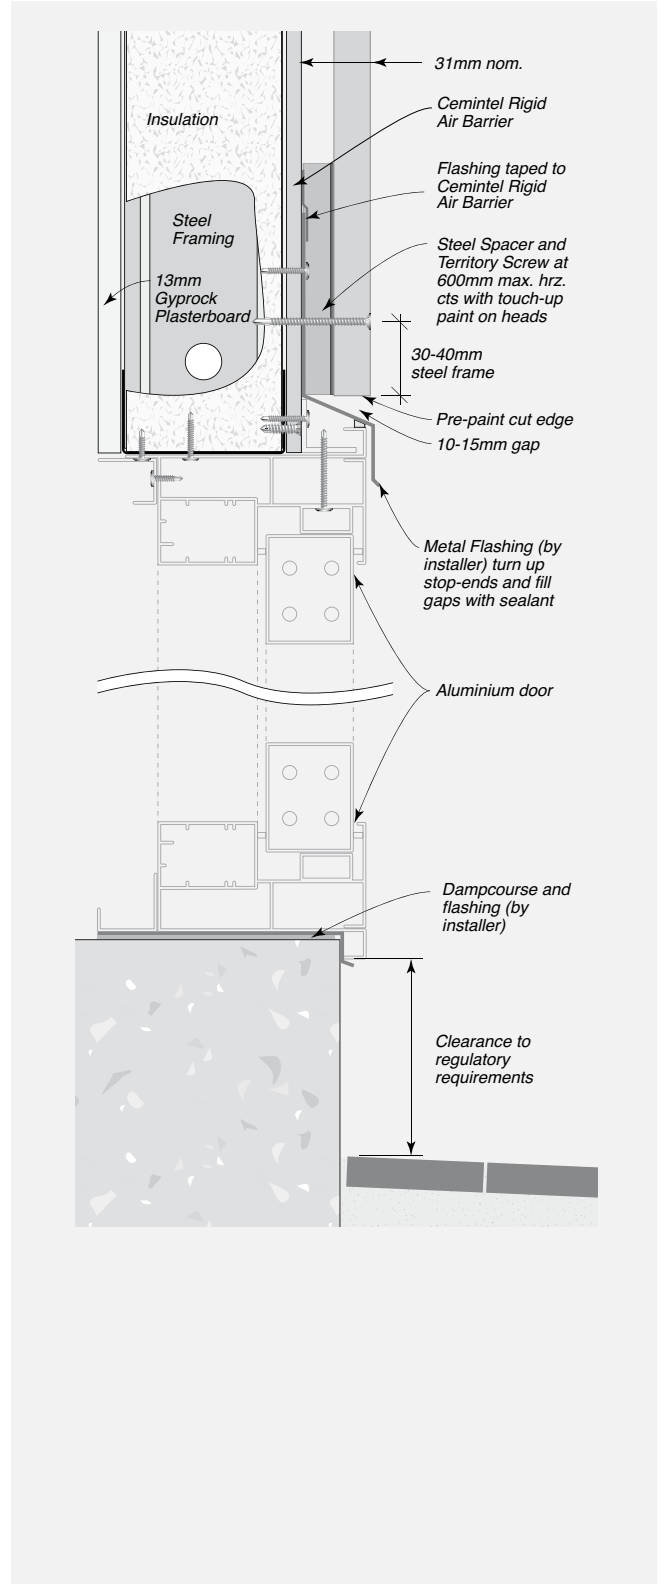 31mm nom.
Cemintel Rigid
Air Barrier
Insulation
Flashing taped to
Cemintel Rigid
Air Barrier
Steel
Framing
Steel Spacer and
Territory Screw at
600mm max. hrz.
cts with touch-up
paint on heads
13mm
Gyprock
Plasterboard
30-40mm
steel frame
Pre-paint cut edge
10-15mm gap
Metal Flashing (by
installer) turn up
stop-ends and fill
gaps with sealant
Aluminium door
Dampcourse and
flashing (by
installer)
Clearance to
regulatory
requirements